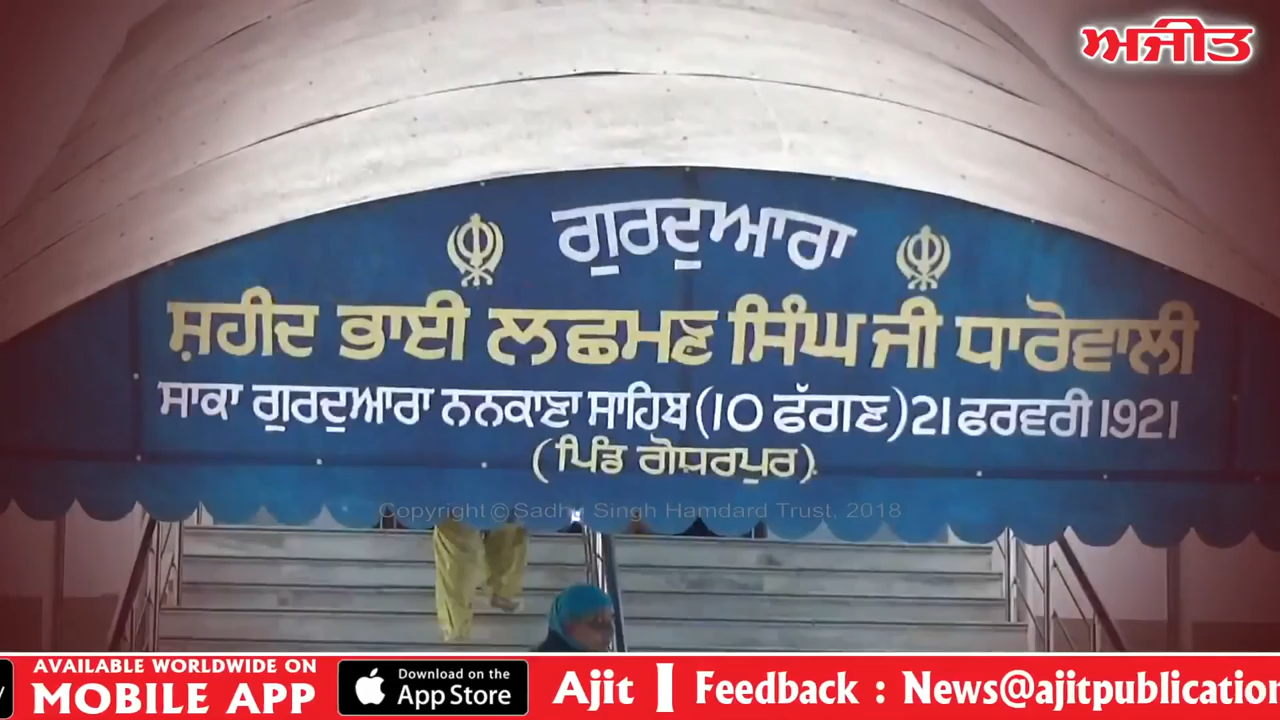 ਅਜੀਤ
ਗੁਰਦੁਆਰਾ
ਸ਼ਹੀਦ ਭਾਈ ਲਛਮਣ ਸਿੰਘ ਜੀ ਧਾਰੋਵਾਲੀ
ਸਾਕਾ ਗੁਰਦੁਆਰਾ ਨਨਕਾਣਾ ਸਾਹਿਬ (10 ਫੱਗਣ) 21 ਫਰਵਰੀ 1921
(ਪਿੰਡ ਗੋਧਰਪੁਰ)
Copyright © Sadhu Singh Hamdard Trust, 2018
AVAILABLE WORLDWIDE ON
MOBILE APP
Download on the
App Store
Ajit
Feedback : News@ajitpublication